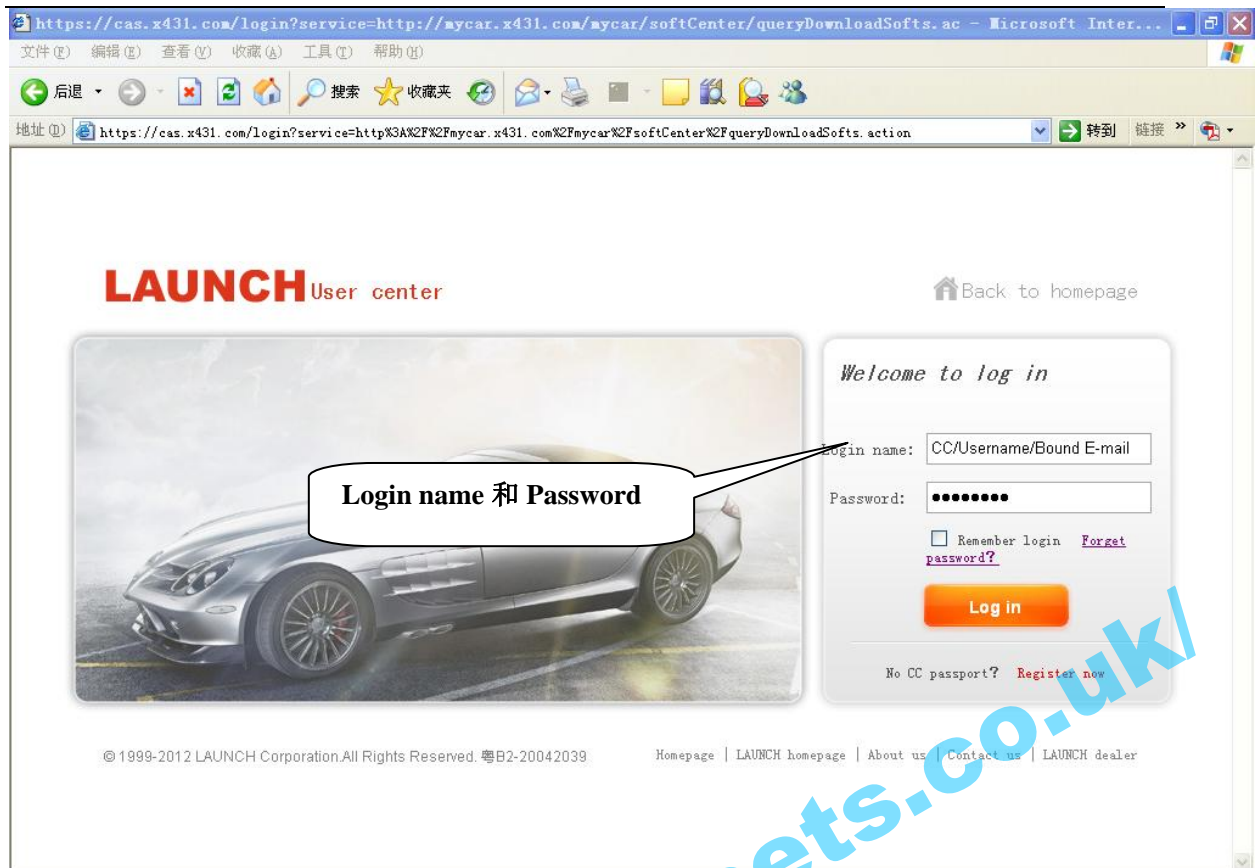 https://cas.x431.com/login?service=http://mycar.x431.com/mycar/softCenter/queryDownloadSofts.ac - Microsoft Inter...
文件(F) 编辑(E) 查看(V) 收藏(A) 工具(T) 帮助(H)
后退 搜索 收藏夹
地址(D) https://cas.x431.com/login?service=http%3A%2F%2Fmycar.x431.com%2Fmycar%2FsoftCenter%2FqueryDownloadSofts.action 转到 链接 »
LAUNCH User center
Back to homepage
Welcome to log in
Login name: CC/Username/Bound E-mail
Login name 和 Password
Password: ●●●●●●●●
Remember login Forget
password?
Log in
No CC passport? Register now
© 1999-2012 LAUNCH Corporation.All Rights Reserved. 粤B2-20042039
Homepage | LAUNCH homepage | About us | Contact us | LAUNCH dealer
ets.co.uk/